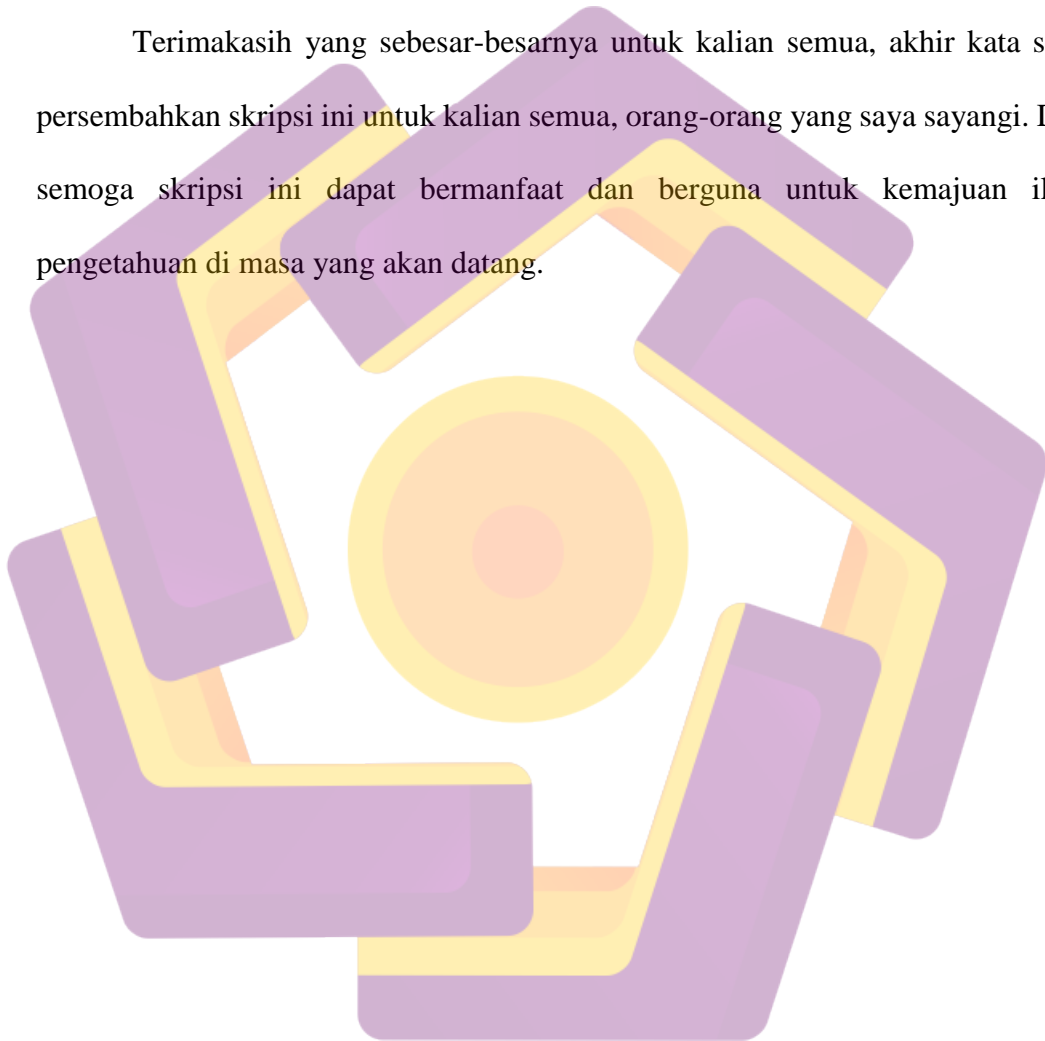 Terimakasih yang sebesar-besarnya untuk kalian semua, akhir kata
persembahkan skripsi ini untuk kalian semua, orang-orang yang saya sayangi.
semoga skripsi ini dapat bermanfaat dan berguna untuk kemajuan
pengetahuan di masa yang akan datang.